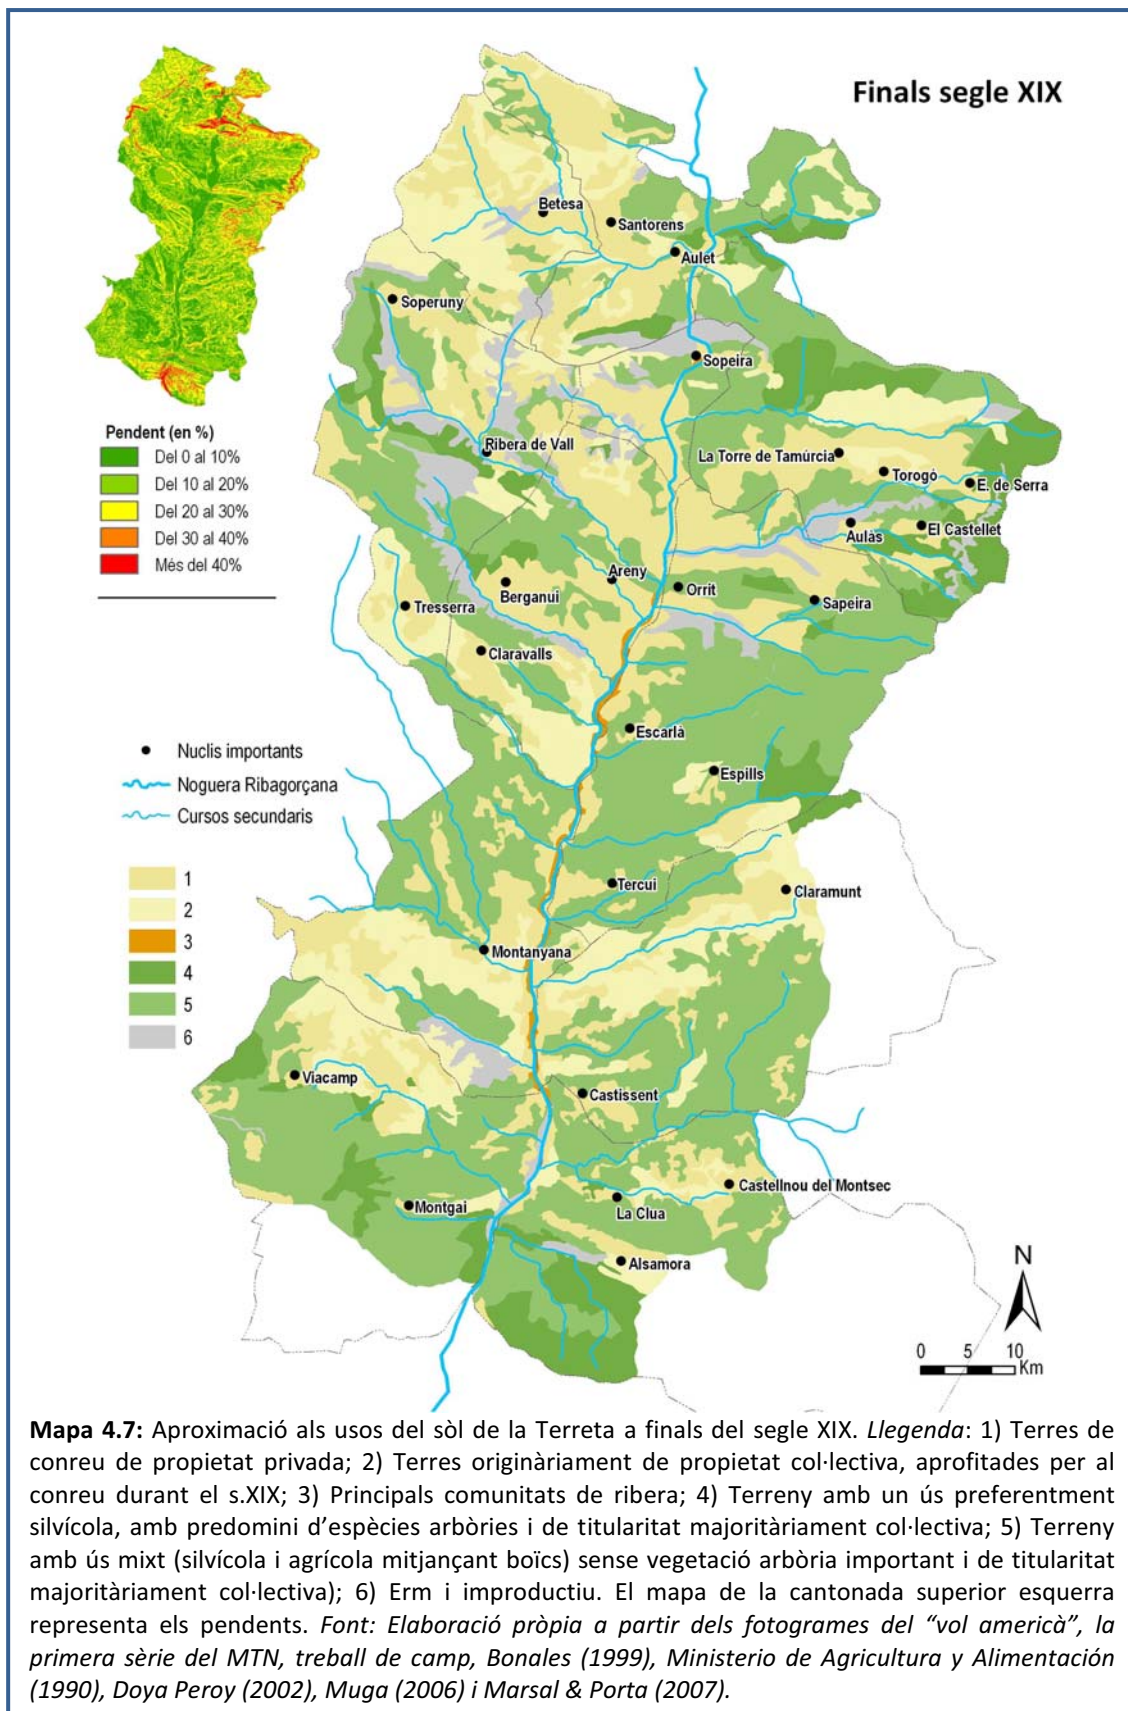 Finals segle XIX
Pendent (en %)
Del 0 al 10%
Del 10 al 20%
Del 20 al 30%
Del 30 al 40%
Més del 40%
Betesa
Santorens
Aulet
Soperuny
Sopeira
Ribera de Vall
La Torre de Tamúrcia
Torogó
E. de Serra
Aulàs
El Castellet
Areny
Berganui
Orrit
Sapeira
Tresserra
Claravalls
Escarlà
Espills
Nuclis importants
Noguera Ribagorçana
Cursos secundaris
1
2
3
4
5
6
Tercui
Claramunt
Montanyana
Viacamp
Castissent
Castellnou del Montsec
Montgai
La Clua
Alsamora
N
0 5 10
Km
Mapa 4.7: Aproximació als usos del sòl de la Terreta a finals del segle XIX. Llegenda: 1) Terres de
conreu de propietat privada; 2) Terres originàriament de propietat col·lectiva, aprofitades per al
conreu durant el s.XIX; 3) Principals comunitats de ribera; 4) Terreny amb un ús preferentment
silvícola, amb predomini d’espècies arbòries i de titularitat majoritàriament col·lectiva; 5) Terreny
amb ús mixt (silvícola i agrícola mitjançant boïcs) sense vegetació arbòria important i de titularitat
majoritàriament col·lectiva); 6) Erm i improductiu. El mapa de la cantonada superior esquerra
representa els pendents. Font: Elaboració pròpia a partir dels fotogrames del “vol americà”, la
primera sèrie del MTN, treball de camp, Bonales (1999), Ministerio de Agricultura y Alimentación
(1990), Doya Peroy (2002), Muga (2006) i Marsal & Porta (2007).